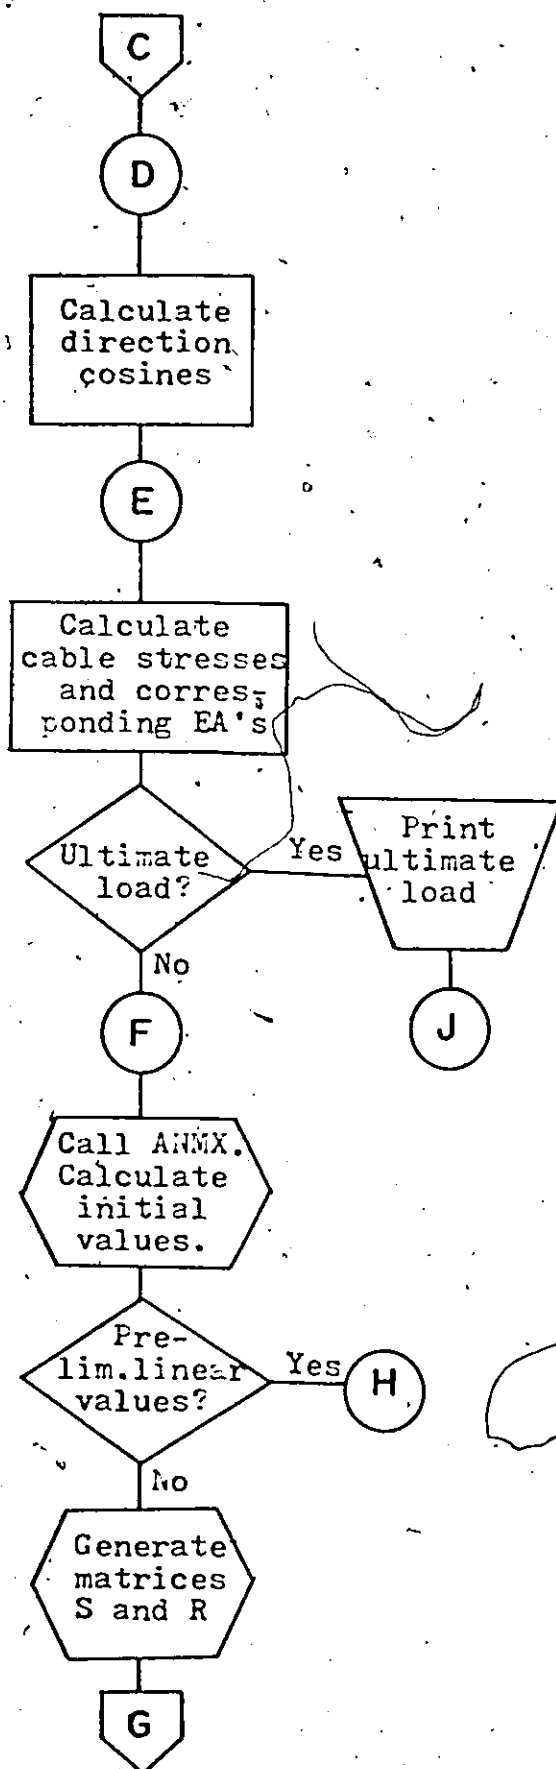 C
D
Calculate
direction
cosines
E
Calculate
cable stresses
and corres-
ponding EA's
Ultimate
load?
Yes
Print
ultimate
load
No
F
J
Call ANMX.
Calculate
initial
values.
Pre-
lim.linear
values?
Yes
H
No
Generate
matrices
S and R
G